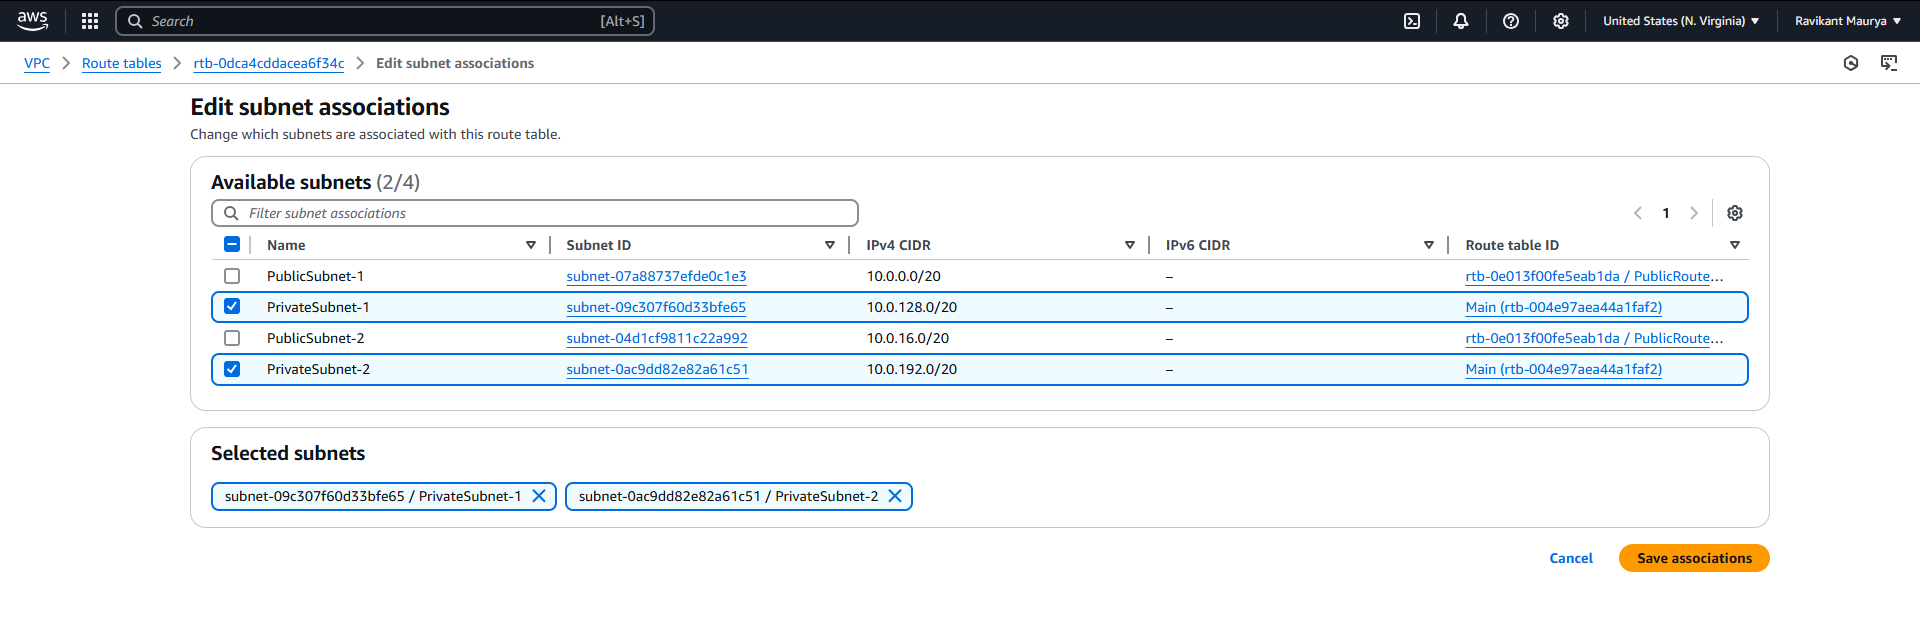 aws Search [Alt+S] United States (N. Virginia) Ravikant Maurya
VPC Route tables rtb-0dca4cddacea6f34c Edit subnet associations
Edit subnet associations
Change which subnets are associated with this route table.
Available subnets (2/4)
Filter subnet associations 1
Name Subnet ID IPv4 CIDR IPv6 CIDR Route table ID
PublicSubnet-1 subnet-07a88737efde0c1e3 10.0.0.0/20 – rtb-0e013f00fe5eab1da / PublicRoute...
PrivateSubnet-1 subnet-09c307f60d33bfe65 10.0.128.0/20 – Main (rtb-004e97aea44a1faf2)
PublicSubnet-2 subnet-04d1cf9811c22a992 10.0.16.0/20 – rtb-0e013f00fe5eab1da / PublicRoute...
PrivateSubnet-2 subnet-0ac9dd82e82a61c51 10.0.192.0/20 – Main (rtb-004e97aea44a1faf2)
Selected subnets
subnet-09c307f60d33bfe65 / PrivateSubnet-1 subnet-0ac9dd82e82a61c51 / PrivateSubnet-2
Cancel Save associations